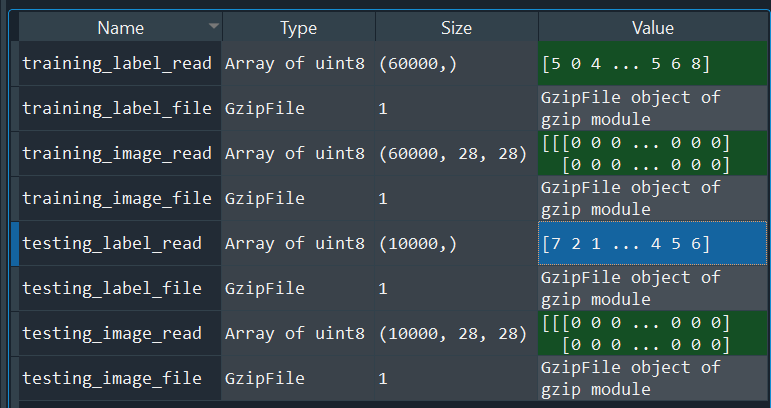 Name Type Size Value
training_label_read Array of uint8 (60000,) [5 0 4 ... 5 6 8]
training_label_file GzipFile 1 GzipFile object of
gzip module
training_image_read Array of uint8 (60000, 28, 28) [[[0 0 0 ... 0 0 0]
[0 0 0 ... 0 0 0]
training_image_file GzipFile 1 GzipFile object of
gzip module
testing_label_read Array of uint8 (10000,) [7 2 1 ... 4 5 6]
testing_label_file GzipFile 1 GzipFile object of
gzip module
testing_image_read Array of uint8 (10000, 28, 28) [[[0 0 0 ... 0 0 0]
[0 0 0 ... 0 0 0]
testing_image_file GzipFile 1 GzipFile object of
gzip module